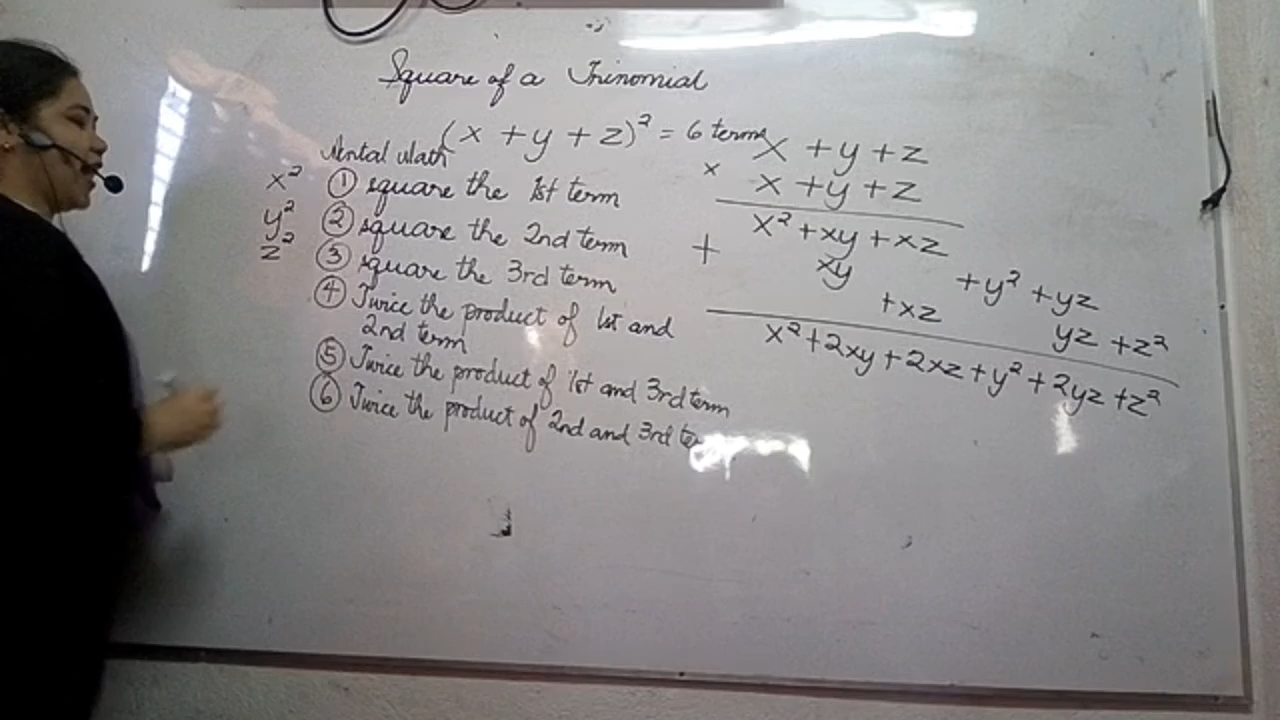 Square of a Trinomial
(x + y + z)² = 6 terms
Mental Math
x² ① square the 1st term
y² ② square the 2nd term
z² ③ square the 3rd term
④ Twice the product of 1st and
2nd term
⑤ Twice the product of 1st and 3rd term
⑥ Twice the product of 2nd and 3rd te
x + y + z
× x + y + z
x² + xy + xz
+ xy + y² + yz
+ xz yz + z²
x² + 2xy + 2xz + y² + 2yz + z²